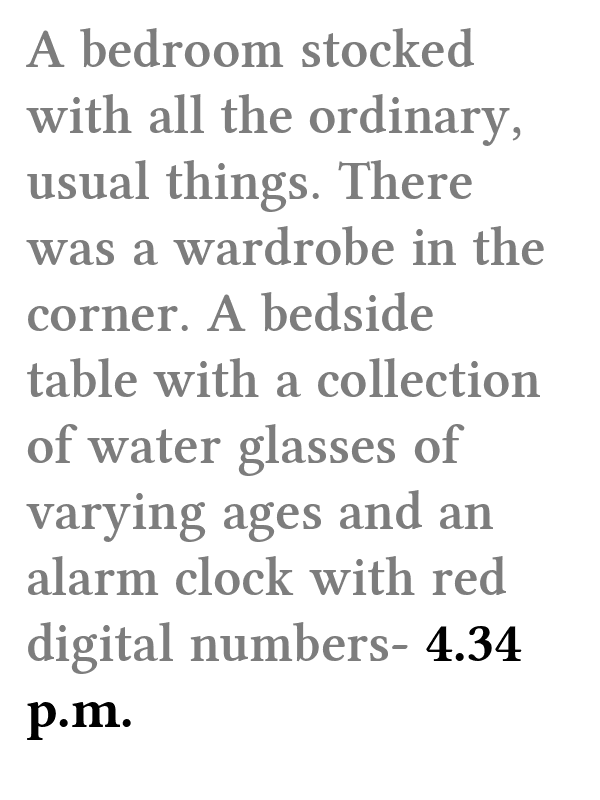 A bedroom stocked
with all the ordinary,
usual things. There
was a wardrobe in the
corner. A bedside
table with a collection
of water glasses of
varying ages and an
alarm clock with red
digital numbers- 4.34
p.m.